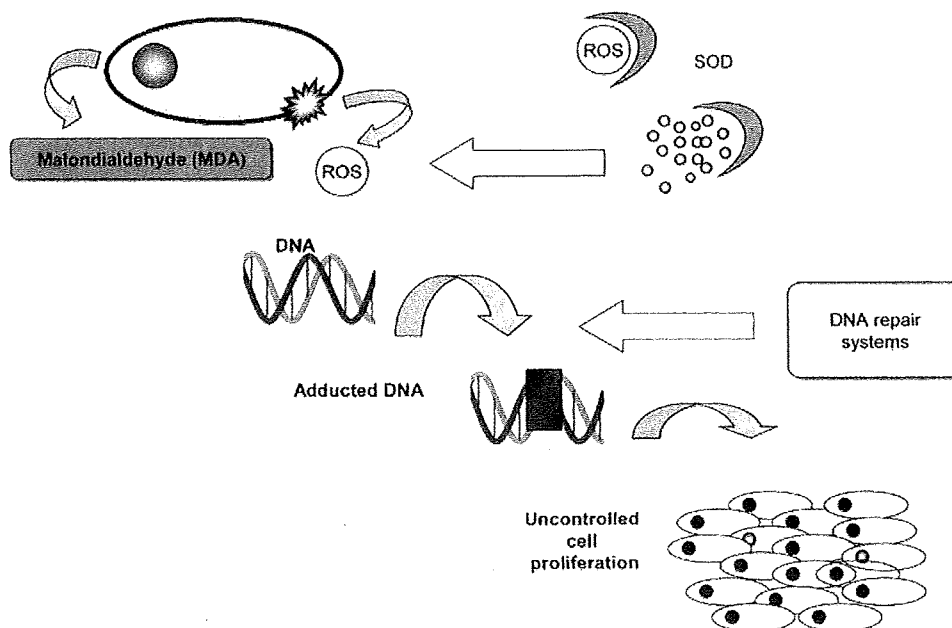 ROS
SOD
Malondialdehyde (MDA)
ROS
DNA
DNA repair
systems
Adducted DNA
Uncontrolled
cell
proliferation